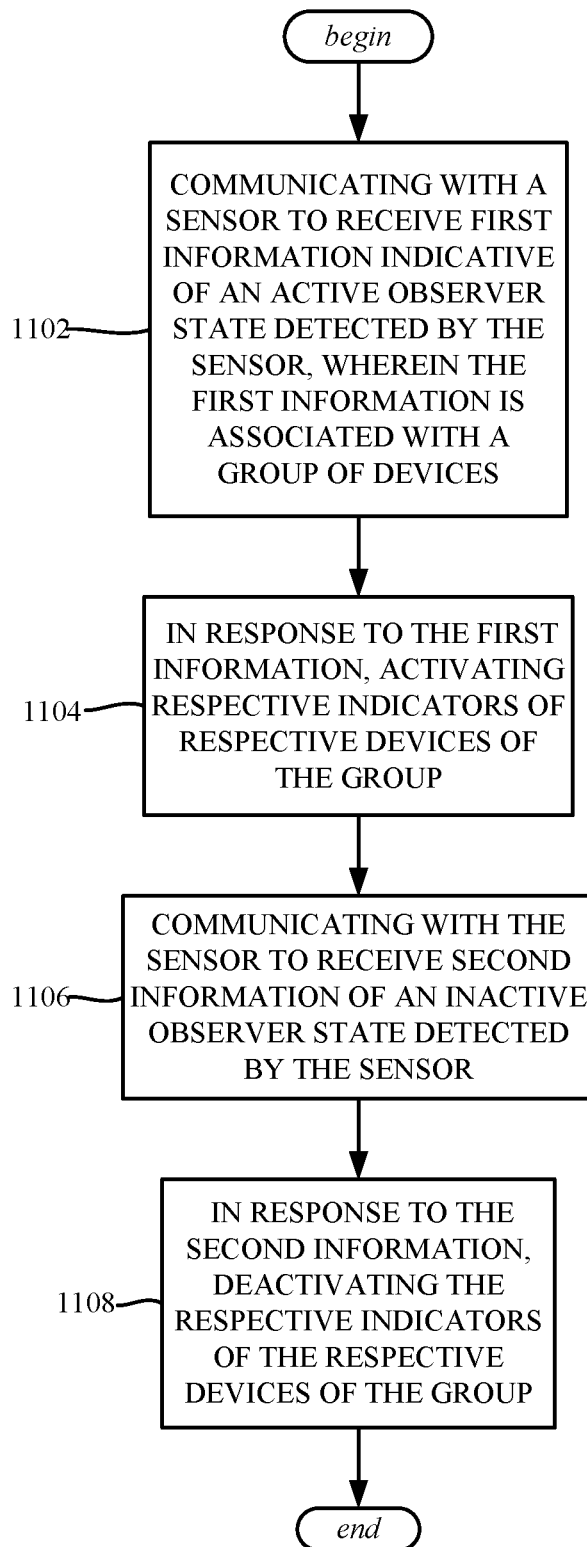 begin
COMMUNICATING WITH A
SENSOR TO RECEIVE FIRST
INFORMATION INDICATIVE
OF AN ACTIVE OBSERVER
STATE DETECTED BY THE
SENSOR, WHEREIN THE
FIRST INFORMATION IS
ASSOCIATED WITH A
GROUP OF DEVICES
1102
IN RESPONSE TO THE FIRST
INFORMATION, ACTIVATING
RESPECTIVE INDICATORS OF
RESPECTIVE DEVICES OF
THE GROUP
1104
COMMUNICATING WITH THE
SENSOR TO RECEIVE SECOND
INFORMATION OF AN INACTIVE
OBSERVER STATE DETECTED
BY THE SENSOR
1106
IN RESPONSE TO THE
SECOND INFORMATION,
DEACTIVATING THE
RESPECTIVE INDICATORS
OF THE RESPECTIVE
DEVICES OF THE GROUP
1108
end